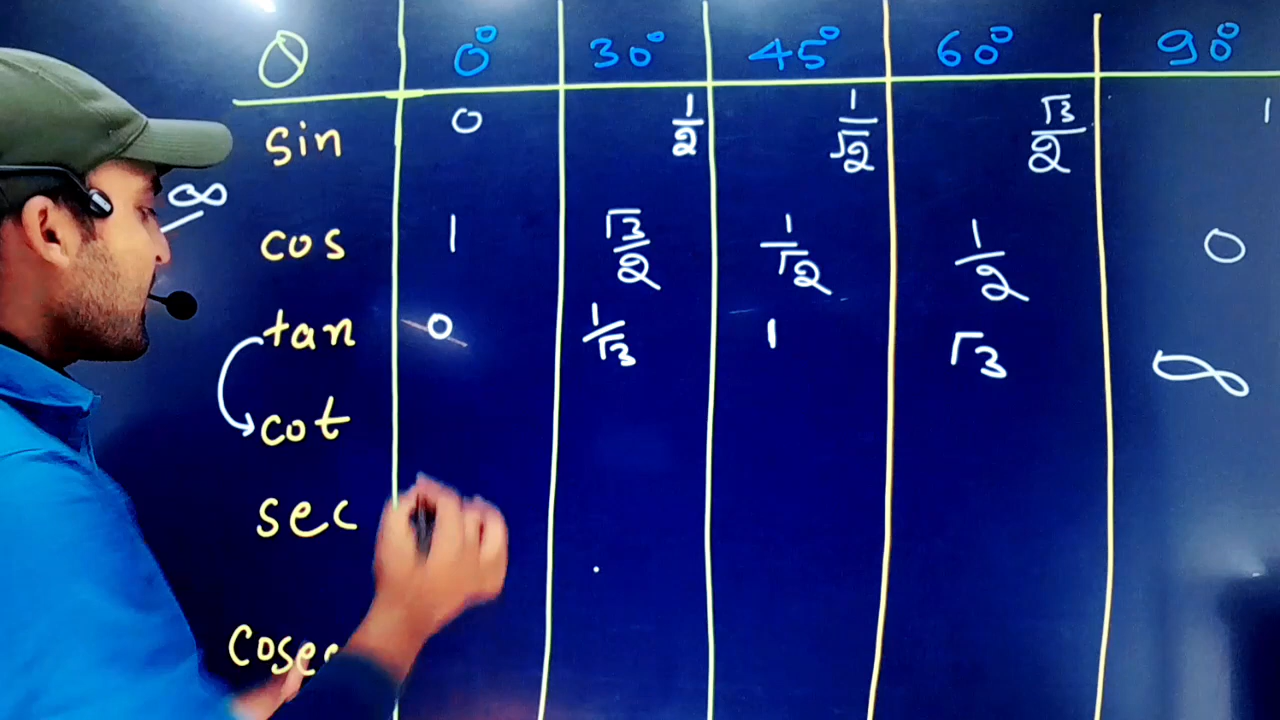 θ 0° 30° 45° 60° 90°
sin 0 1/2 1/√2 √3/2 1
∞
cos 1 √3/2 1/√2 1/2 0
tan 0 1/√3 1 √3 ∞
cot
sec